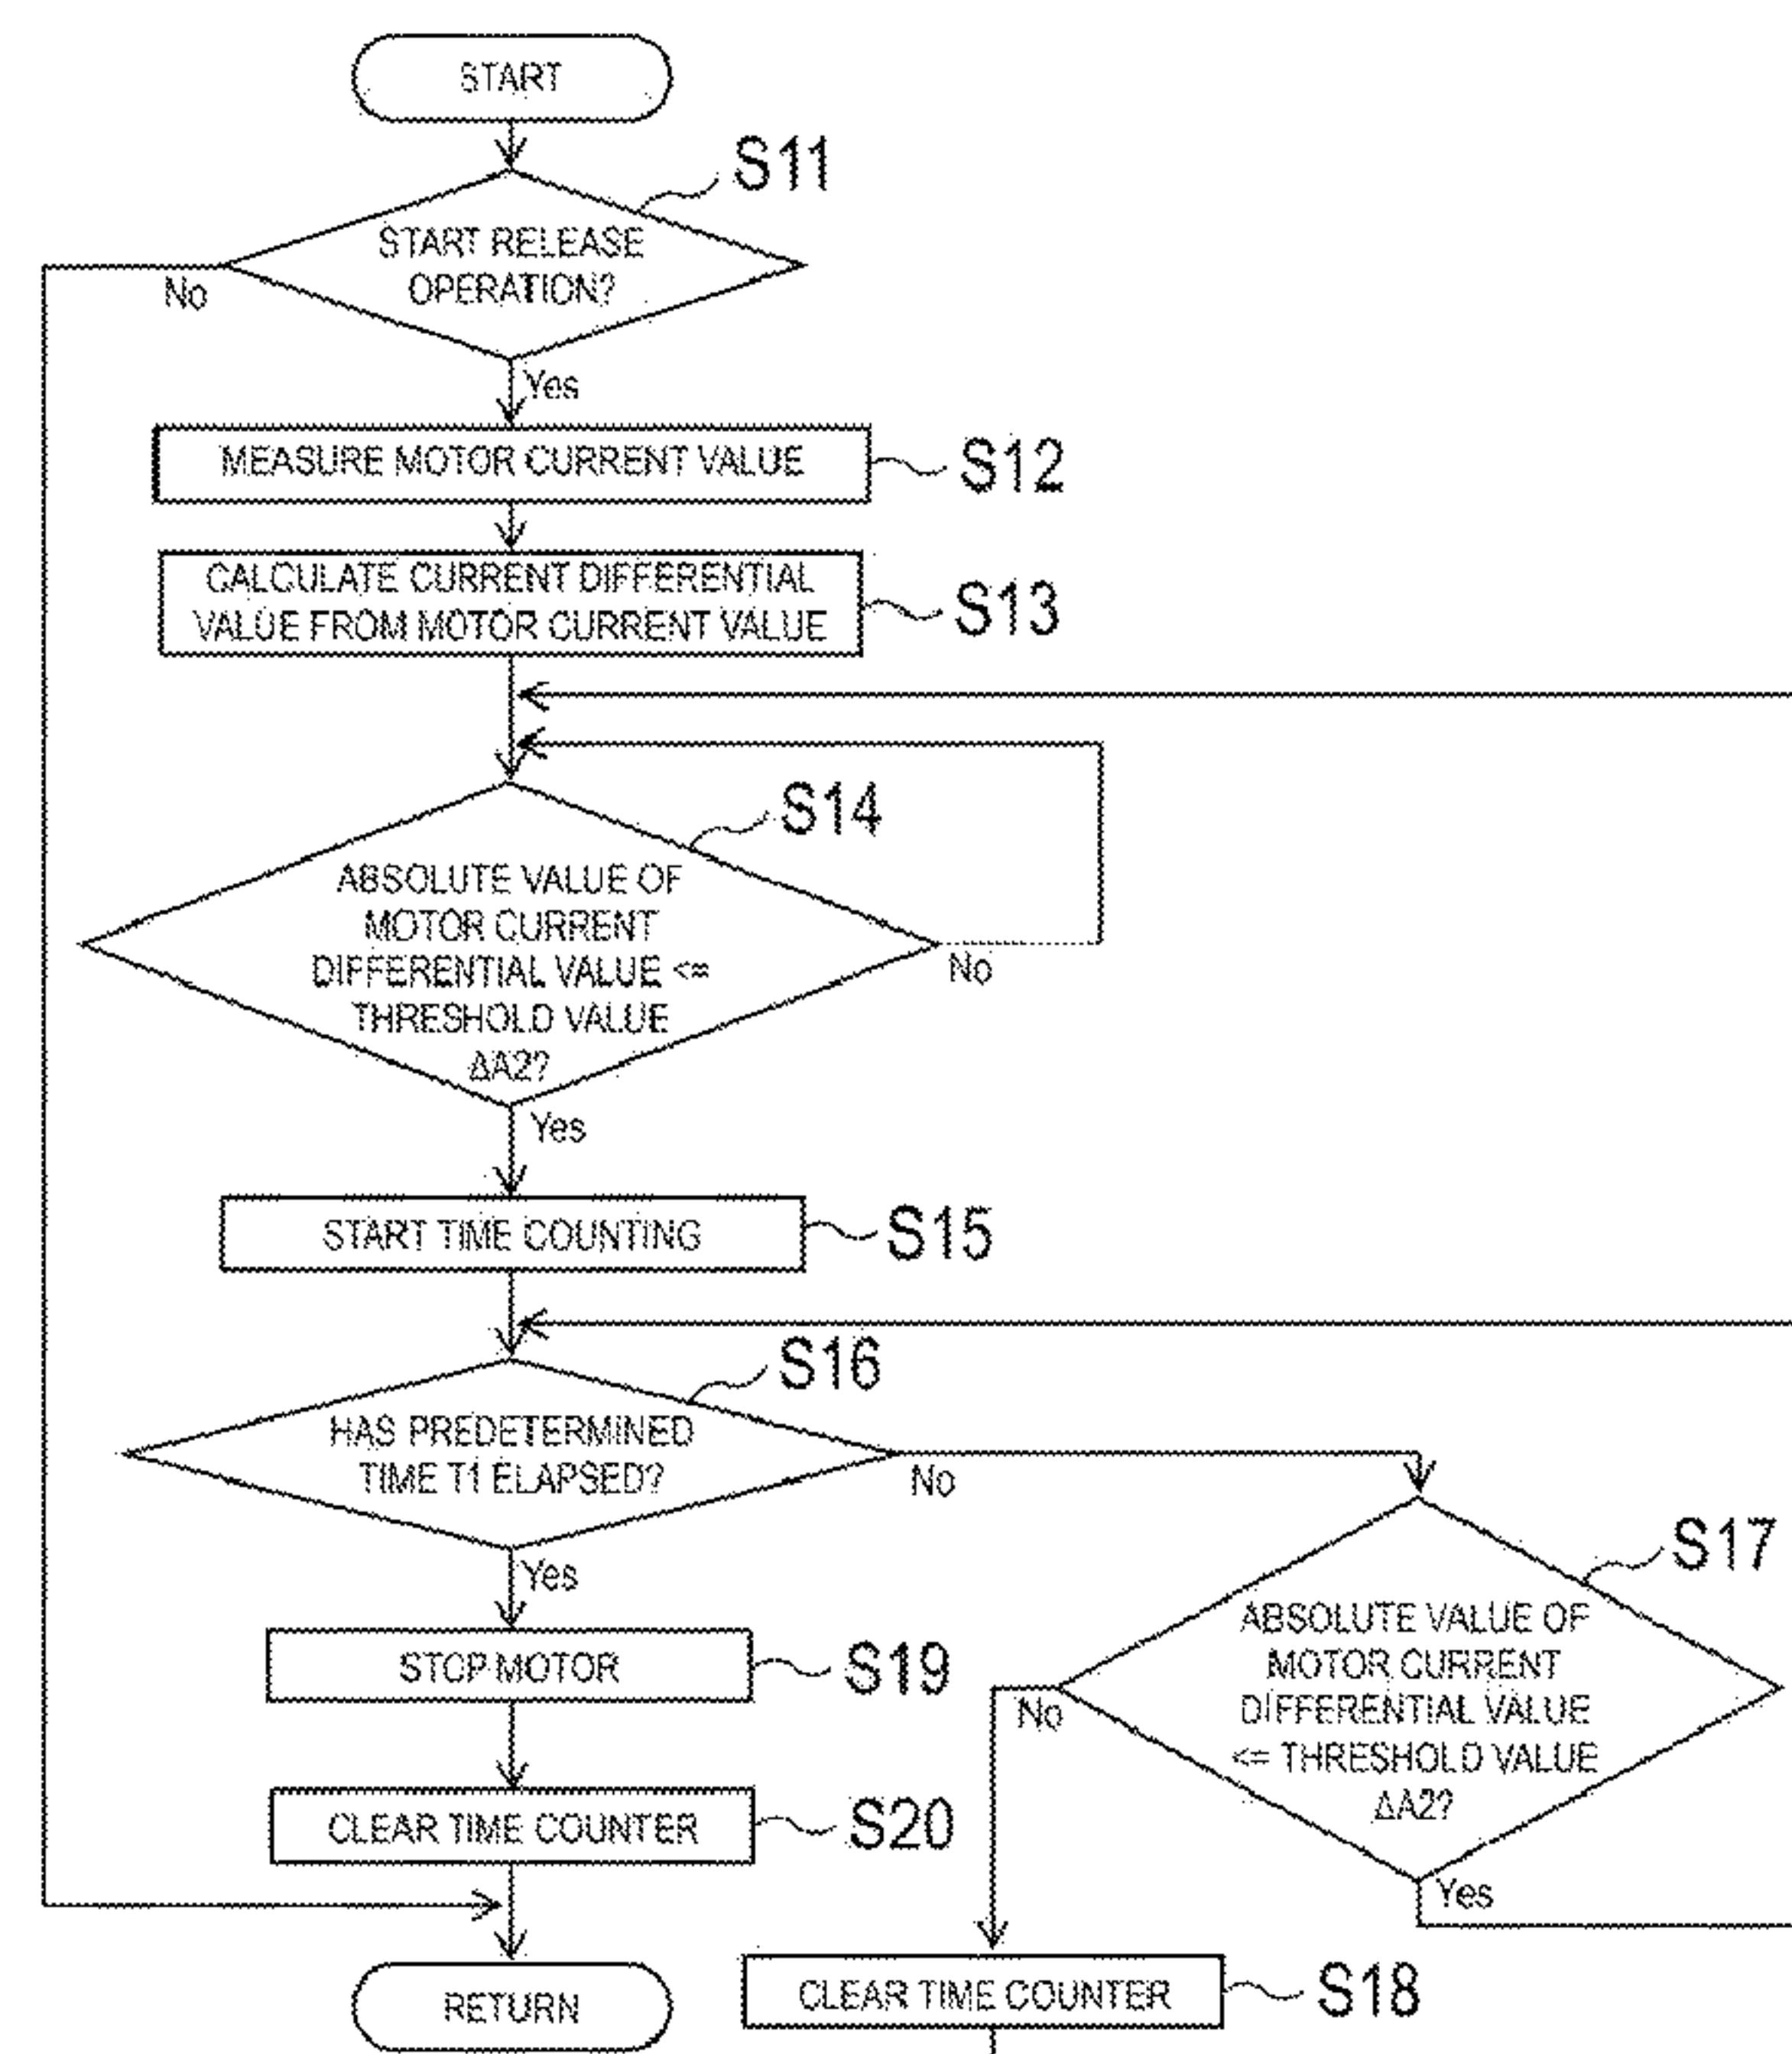 START
S11
START RELEASE
OPERATION?
No
Yes
MEASURE MOTOR CURRENT VALUE
S12
CALCULATE CURRENT DIFFERENTIAL
VALUE FROM MOTOR CURRENT VALUE
S13
S14
ABSOLUTE VALUE OF
MOTOR CURRENT
DIFFERENTIAL VALUE <=
THRESHOLD VALUE
ΔA2?
No
Yes
START TIME COUNTING
S15
S16
HAS PREDETERMINED
TIME T1 ELAPSED?
No
Yes
S17
ABSOLUTE VALUE OF
MOTOR CURRENT
DIFFERENTIAL VALUE
<= THRESHOLD VALUE
ΔA2?
No
Yes
STOP MOTOR
S19
CLEAR TIME COUNTER
S20
CLEAR TIME COUNTER
S18
RETURN